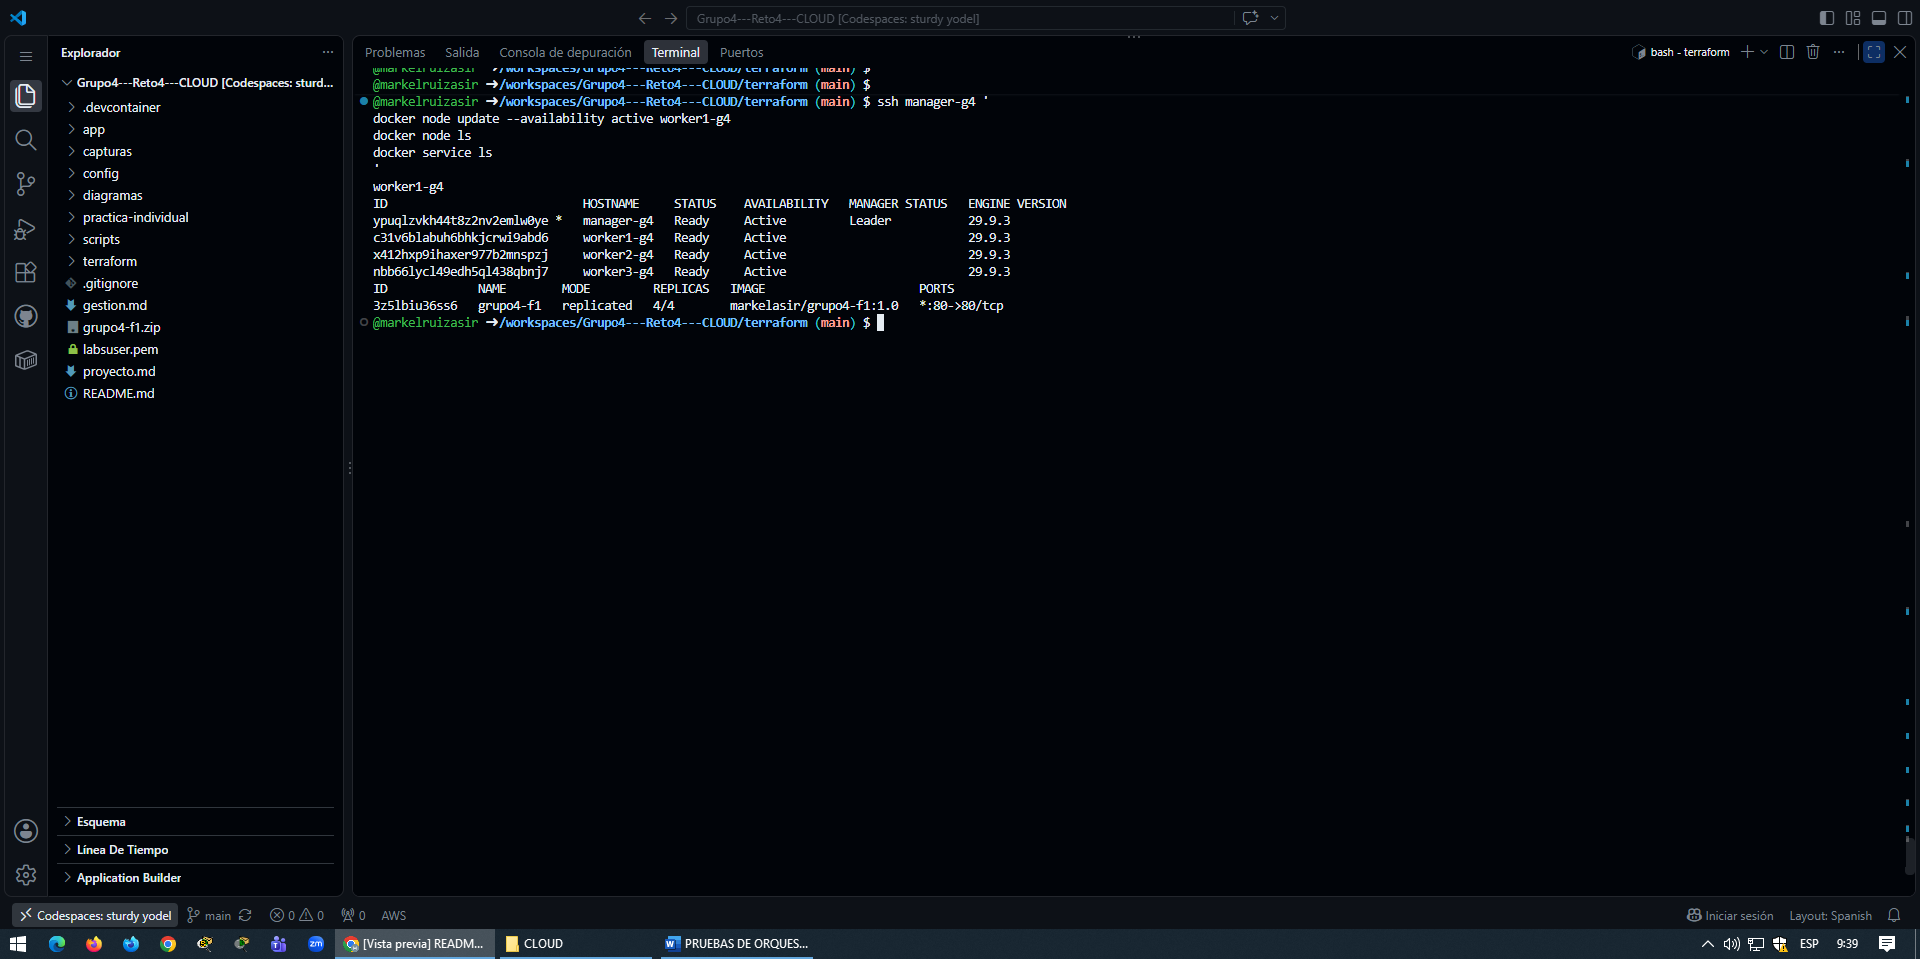 Grupo4---Reto4---CLOUD [Codespaces: sturdy yodel]
Explorador
Grupo4---Reto4---CLOUD [Codespaces: sturd...
.devcontainer
app
capturas
config
diagramas
practica-individual
scripts
terraform
.gitignore
gestion.md
grupo4-f1.zip
labsuser.pem
proyecto.md
README.md
Esquema
Línea De Tiempo
Application Builder
Problemas Salida Consola de depuración Terminal Puertos
bash - terraform
@markelruizasir ➜/workspaces/Grupo4---Reto4---CLOUD/terraform (main) $
@markelruizasir ➜/workspaces/Grupo4---Reto4---CLOUD/terraform (main) $
@markelruizasir ➜/workspaces/Grupo4---Reto4---CLOUD/terraform (main) $ ssh manager-g4 '
docker node update --availability active worker1-g4
docker node ls
docker service ls
'
worker1-g4
ID HOSTNAME STATUS AVAILABILITY MANAGER STATUS ENGINE VERSION
ypuqlzvkh44t8z2nv2emlw0ye * manager-g4 Ready Active Leader 29.9.3
c31v6blabuh6bhkjcrwi9abd6 worker1-g4 Ready Active 29.9.3
x412hxp9ihaxer977b2mnspzj worker2-g4 Ready Active 29.9.3
nbb66lycl49edh5ql438qbnj7 worker3-g4 Ready Active 29.9.3
ID NAME MODE REPLICAS IMAGE PORTS
3z5lbiu36ss6 grupo4-f1 replicated 4/4 markelasir/grupo4-f1:1.0 *:80->80/tcp
@markelruizasir ➜/workspaces/Grupo4---Reto4---CLOUD/terraform (main) $
Codespaces: sturdy yodel main 0 0 0 AWS
Iniciar sesión Layout: Spanish
zm [Vista previa] READM... CLOUD PRUEBAS DE ORQUES... ESP 9:39